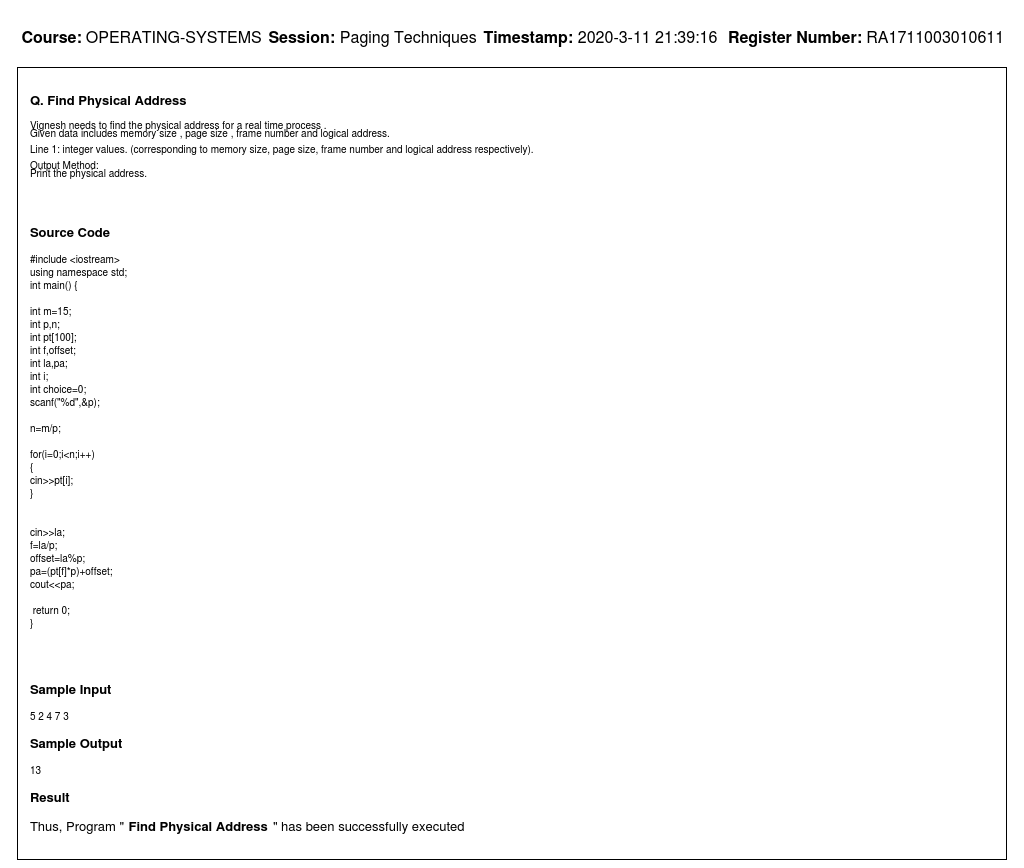 Course: OPERATING-SYSTEMS Session: Paging Techniques Timestamp: 2020-3-11 21:39:16 Register Number: RA1711003010611
Q. Find Physical Address
Vignesh needs to find the physical address for a real time process .
Given data includes memory size , page size , frame number and logical address.
Line 1: integer values. (corresponding to memory size, page size, frame number and logical address respectively).
Output Method:
Print the physical address.
Source Code
#include <iostream>
using namespace std;
int main() {
int m=15;
int p,n;
int pt[100];
int f,offset;
int la,pa;
int i;
int choice=0;
scanf("%d",&p);
n=m/p;
for(i=0;i<n;i++)
{
cin>>pt[i];
}
cin>>la;
f=la/p;
offset=la%p;
pa=(pt[f]*p)+offset;
cout<<pa;
return 0;
}
Sample Input
5 2 4 7 3
Sample Output
13
Result
Thus, Program " Find Physical Address " has been successfully executed